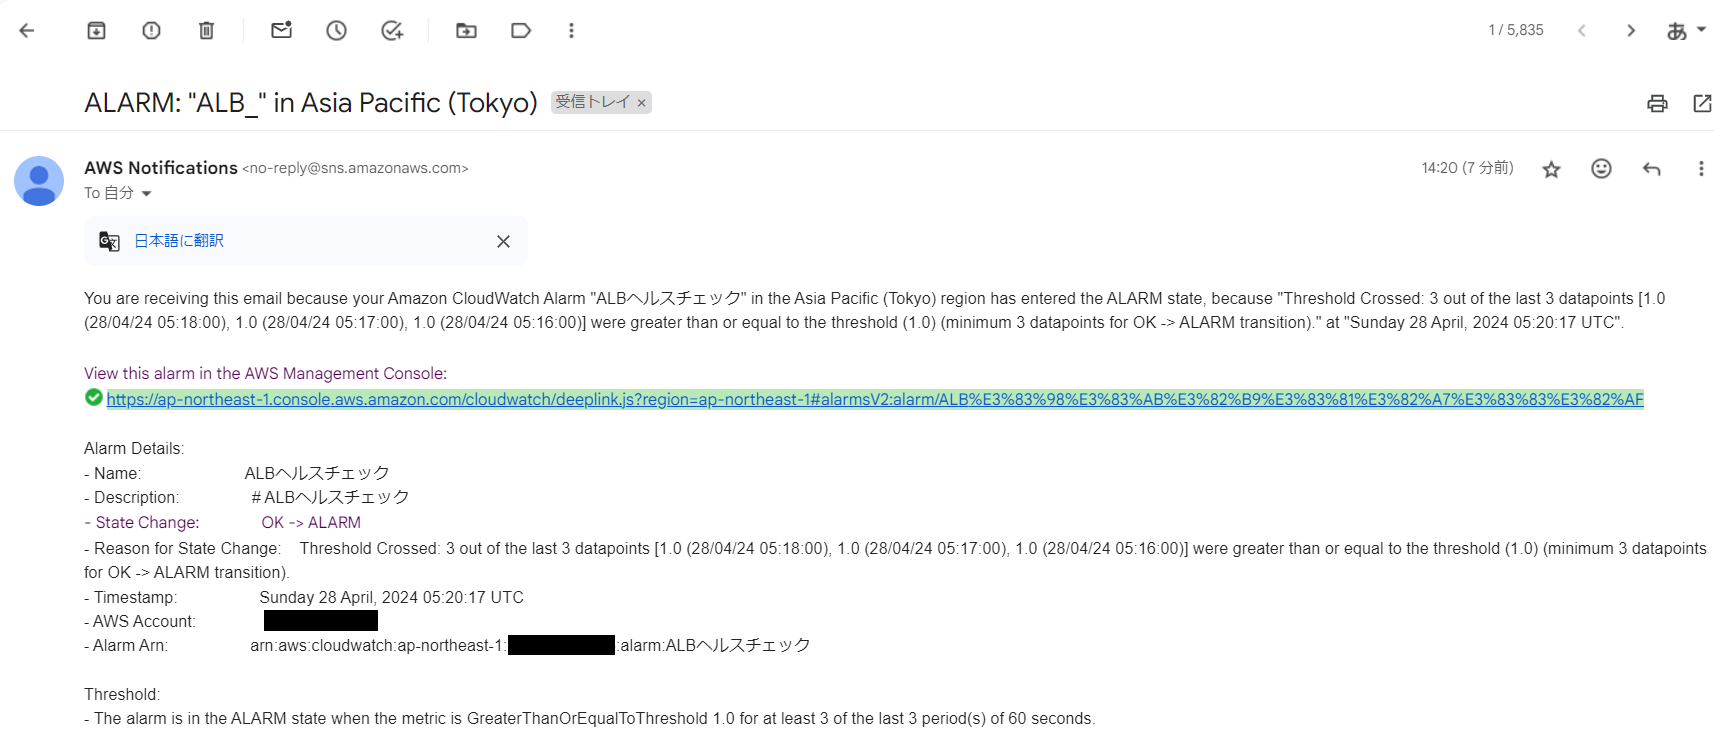 1 / 5,835
あ
ALARM: "ALB_" in Asia Pacific (Tokyo) 受信トレイ ×
AWS Notifications <no-reply@sns.amazonaws.com>
14:20 (7 分前)
To 自分
日本語に翻訳
You are receiving this email because your Amazon CloudWatch Alarm "ALBヘルスチェック" in the Asia Pacific (Tokyo) region has entered the ALARM state, because "Threshold Crossed: 3 out of the last 3 datapoints [1.0
(28/04/24 05:18:00), 1.0 (28/04/24 05:17:00), 1.0 (28/04/24 05:16:00)] were greater than or equal to the threshold (1.0) (minimum 3 datapoints for OK -> ALARM transition)." at "Sunday 28 April, 2024 05:20:17 UTC".
View this alarm in the AWS Management Console:
https://ap-northeast-1.console.aws.amazon.com/cloudwatch/deeplink.js?region=ap-northeast-1#alarmsV2:alarm/ALB%E3%83%98%E3%83%AB%E3%82%B9%E3%83%81%E3%82%A7%E3%83%83%E3%82%AF
Alarm Details:
- Name: ALBヘルスチェック
- Description: # ALBヘルスチェック
- State Change: OK -> ALARM
- Reason for State Change: Threshold Crossed: 3 out of the last 3 datapoints [1.0 (28/04/24 05:18:00), 1.0 (28/04/24 05:17:00), 1.0 (28/04/24 05:16:00)] were greater than or equal to the threshold (1.0) (minimum 3 datapoints
for OK -> ALARM transition).
- Timestamp: Sunday 28 April, 2024 05:20:17 UTC
- AWS Account:
- Alarm Arn: arn:aws:cloudwatch:ap-northeast-1: :alarm:ALBヘルスチェック
Threshold:
- The alarm is in the ALARM state when the metric is GreaterThanOrEqualToThreshold 1.0 for at least 3 of the last 3 period(s) of 60 seconds.